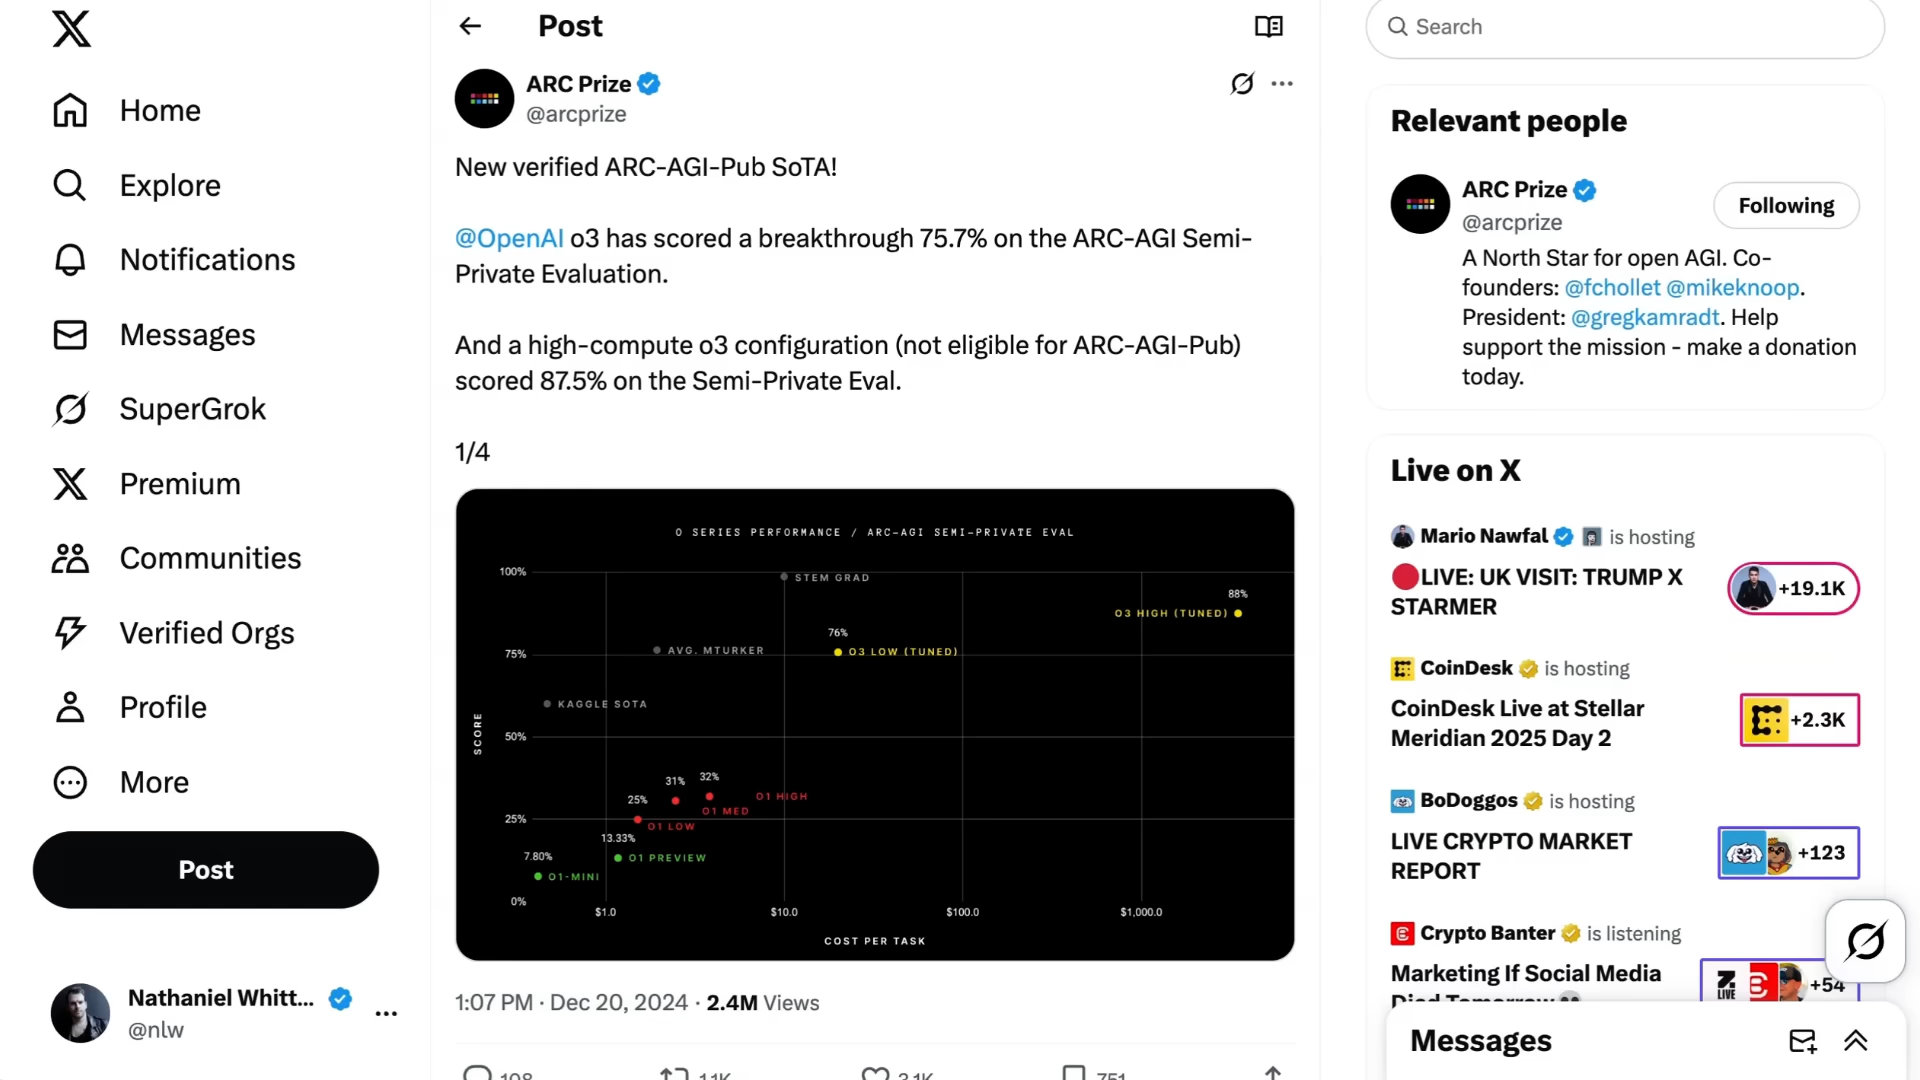 Home
Explore
Notifications
Messages
SuperGrok
Premium
Communities
Verified Orgs
Profile
More
Post
Nathaniel Whitt...
@nlw
Post
ARC Prize
@arcprize
New verified ARC-AGI-Pub SoTA!
@OpenAI o3 has scored a breakthrough 75.7% on the ARC-AGI Semi-
Private Evaluation.
And a high-compute o3 configuration (not eligible for ARC-AGI-Pub)
scored 87.5% on the Semi-Private Eval.
1/4
O SERIES PERFORMANCE / ARC-AGI SEMI-PRIVATE EVAL
100%
STEM GRAD
88%
O3 HIGH (TUNED)
76%
75%
AVG. MTURKER
O3 LOW (TUNED)
KAGGLE SOTA
SCORE
50%
31%
32%
O1 HIGH
25%
O1 MED
25%
O1 LOW
13.33%
O1 PREVIEW
7.80%
O1-MINI
0%
$1.0
$10.0
$100.0
$1,000.0
COST PER TASK
1:07 PM · Dec 20, 2024 · 2.4M Views
Search
Relevant people
ARC Prize
@arcprize
Following
A North Star for open AGI. Co-
founders: @fchollet @mikeknoop.
President: @gregkamradt. Help
support the mission - make a donation
today.
Live on X
Mario Nawfal is hosting
LIVE: UK VISIT: TRUMP X
STARMER
+19.1K
CoinDesk is hosting
CoinDesk Live at Stellar
Meridian 2025 Day 2
+2.3K
BoDoggos is hosting
LIVE CRYPTO MARKET
REPORT
+123
Crypto Banter is listening
Marketing If Social Media
Died Tomorrow
LIVE
+54
Messages